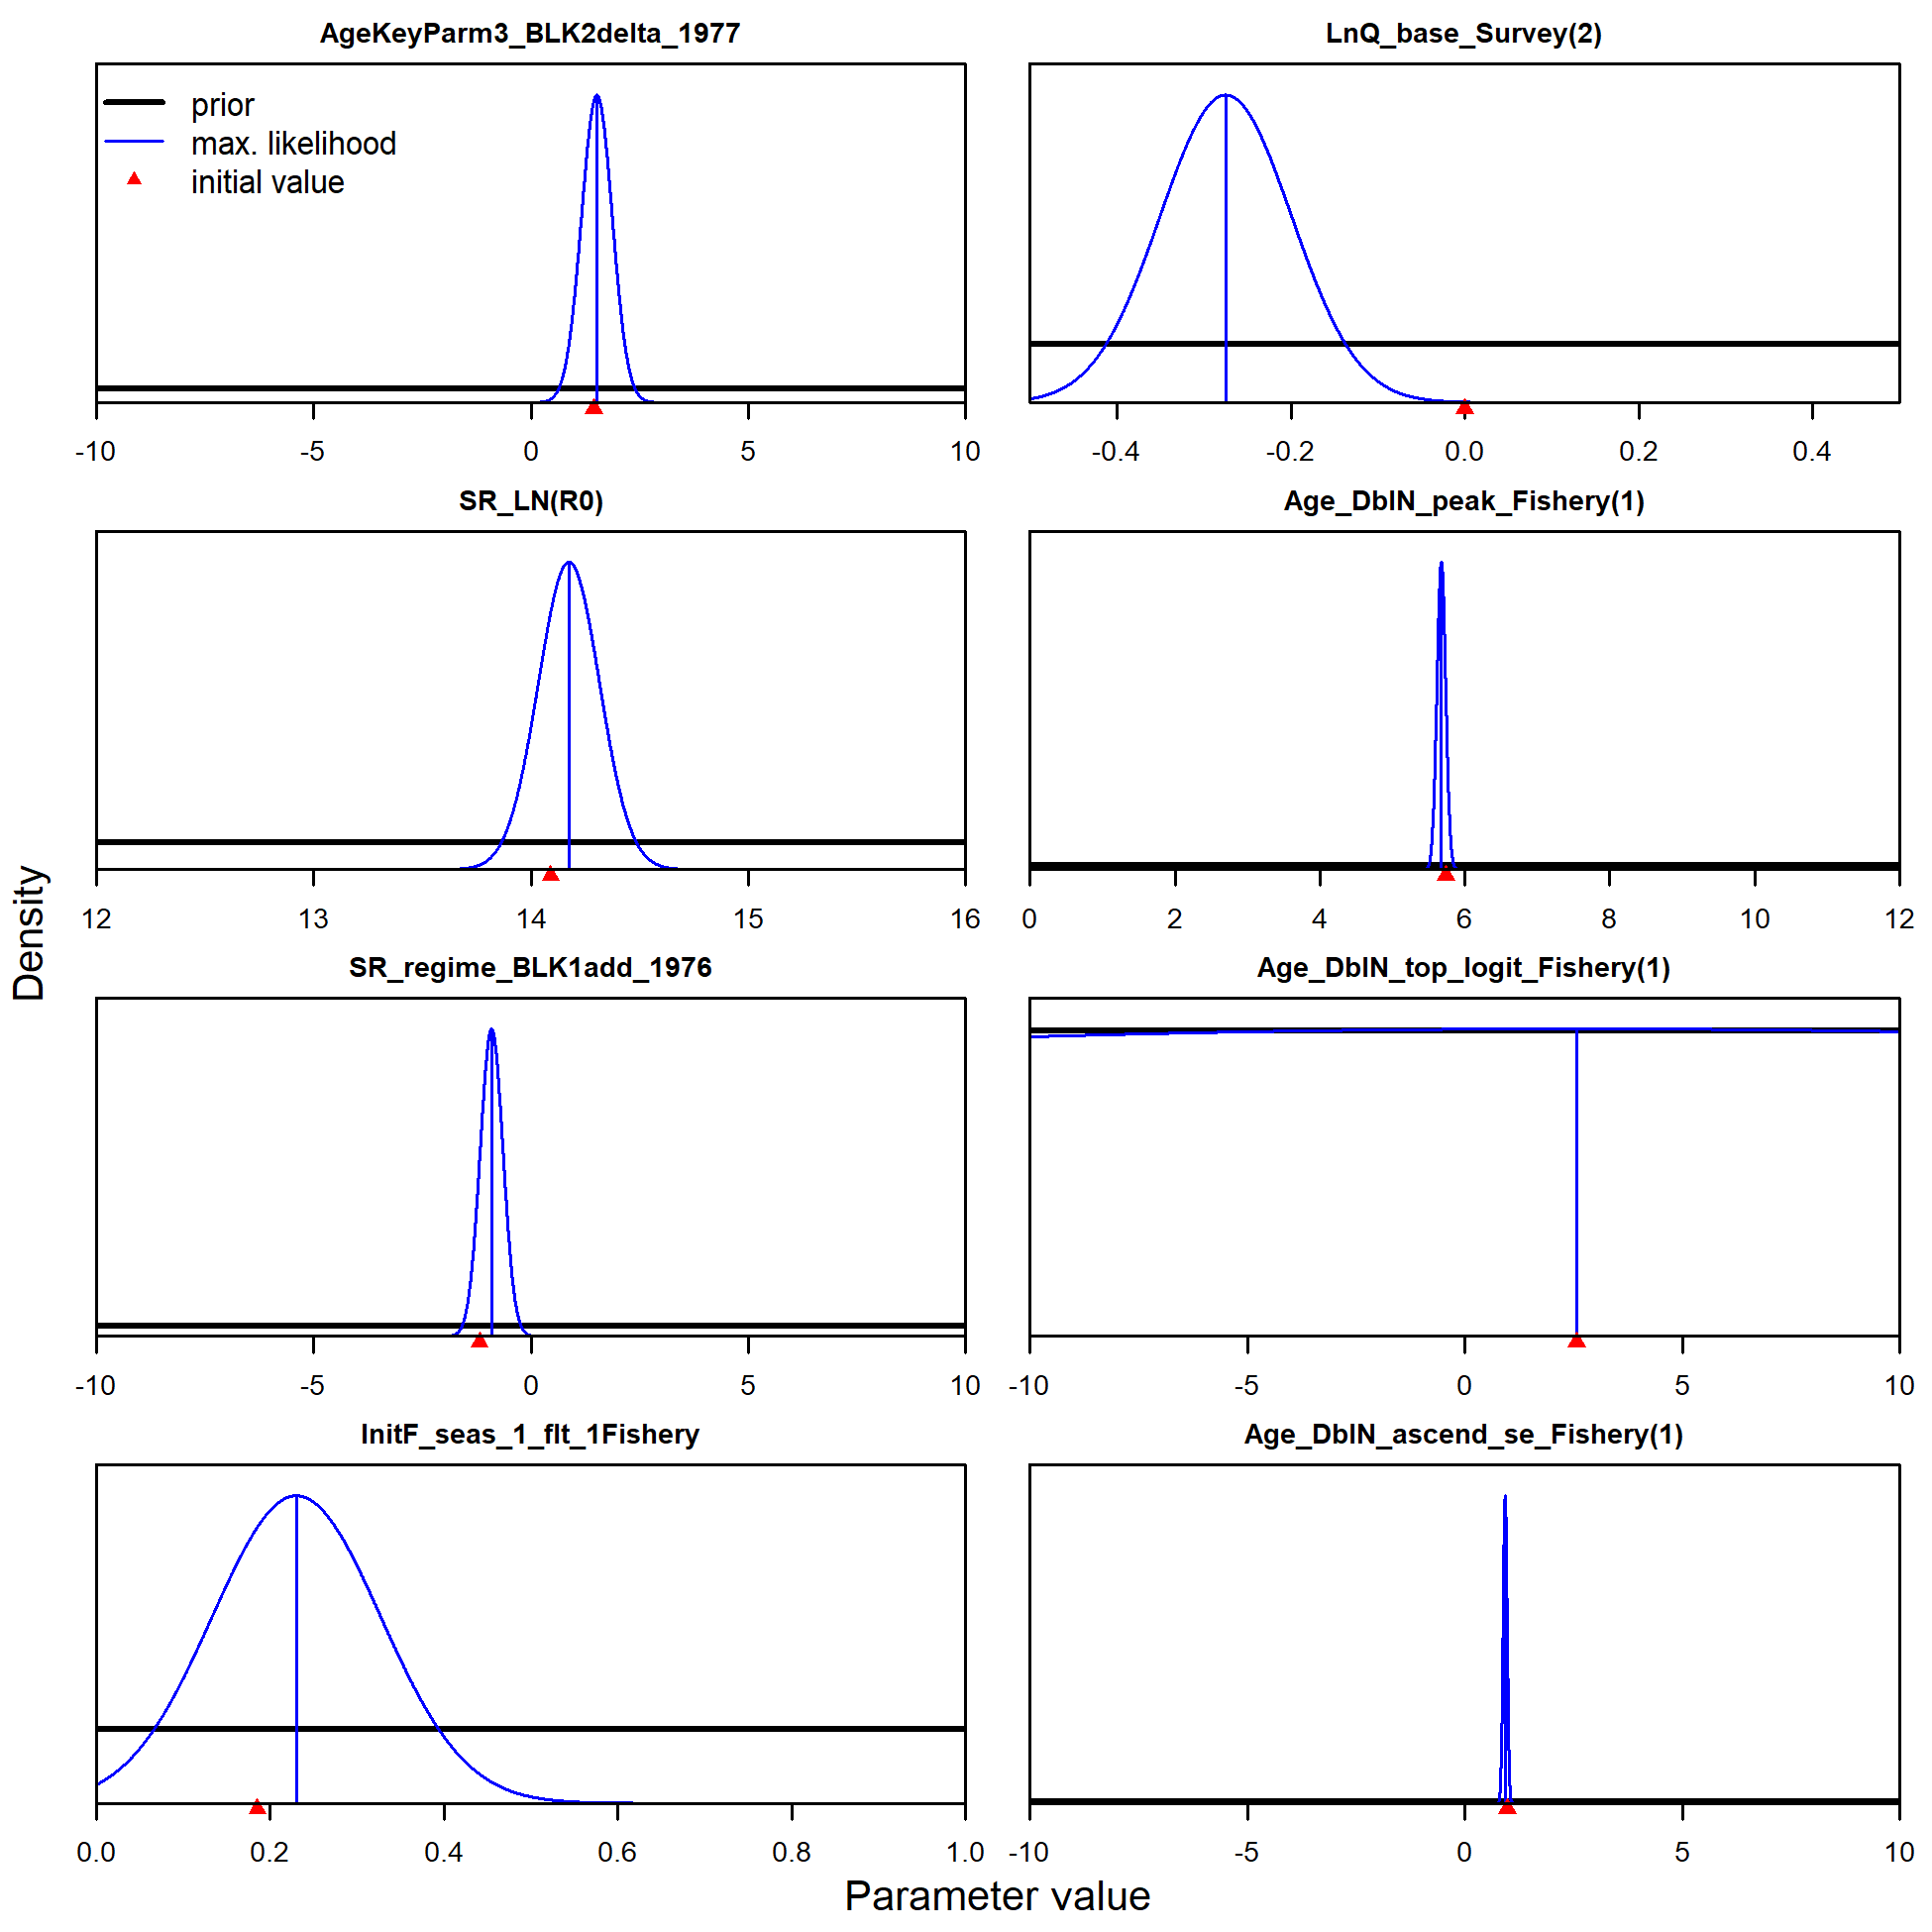 AgeKeyParm3_BLK2delta_1977
prior
max. likelihood
initial value
-10 -5 0 5 10
LnQ_base_Survey(2)
-0.4 -0.2 0.0 0.2 0.4
SR_LN(R0)
12 13 14 15 16
Age_DblN_peak_Fishery(1)
0 2 4 6 8 10 12
SR_regime_BLK1add_1976
-10 -5 0 5 10
Age_DblN_top_logit_Fishery(1)
-10 -5 0 5 10
InitF_seas_1_flt_1Fishery
0.0 0.2 0.4 0.6 0.8 1.0
Age_DblN_ascend_se_Fishery(1)
-10 -5 0 5 10
Density
Parameter value